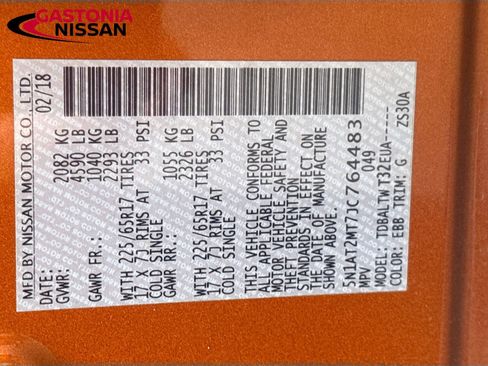 GASTONIA
NISSAN
MFD BY NISSAN MOTOR CO., LTD.
DATE: 02/18
GVWR: 2082 KG
4590 LB
GAWR FR.: 1040 KG
2293 LB
WITH 225/65R17 TIRES
17 X 7J RIMS AT 33 PSI
COLD SINGLE
GAWR RR.: 1055 KG
2326 LB
WITH 225/65R17 TIRES
17 X 7J RIMS AT 33 PSI
COLD SINGLE
THIS VEHICLE CONFORMS TO
ALL APPLICABLE FEDERAL
MOTOR VEHICLE SAFETY AND
THEFT PREVENTION
STANDARDS IN EFFECT ON
THE DATE OF MANUFACTURE
SHOWN ABOVE.
5N1AT2MT7JC764483
MPV 049
MODEL: TDBALTW T32EUA-----
COLOR: EBB TRIM: G ZS30A